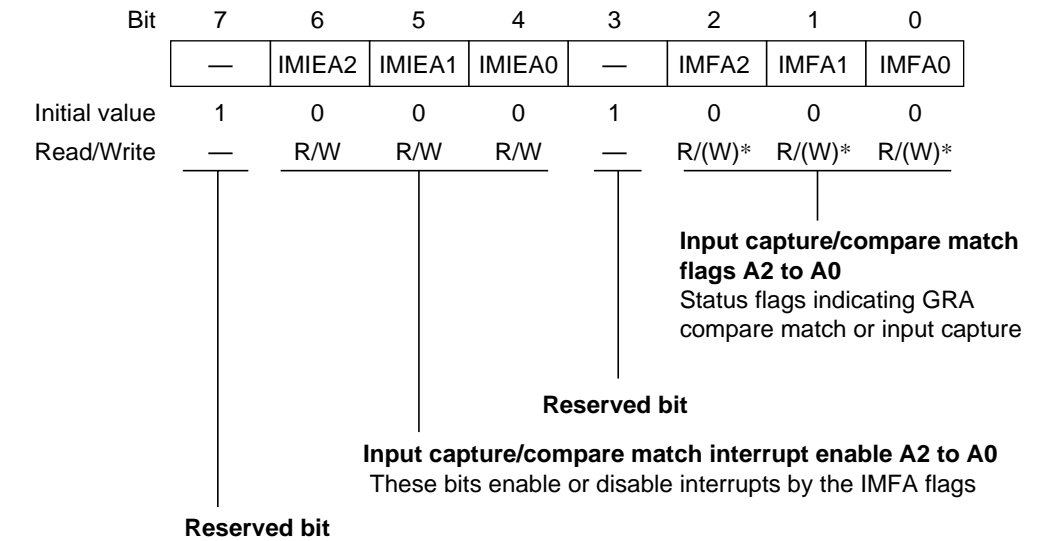 Bit 7 6 5 4 3 2 1 0
— IMIEA2 IMIEA1 IMIEA0 — IMFA2 IMFA1 IMFA0
Initial value 1 0 0 0 1 0 0 0
Read/Write — R/W R/W R/W — R/(W)* R/(W)* R/(W)*
Input capture/compare match
flags A2 to A0
Status flags indicating GRA
compare match or input capture
Reserved bit
Input capture/compare match interrupt enable A2 to A0
These bits enable or disable interrupts by the IMFA flags
Reserved bit